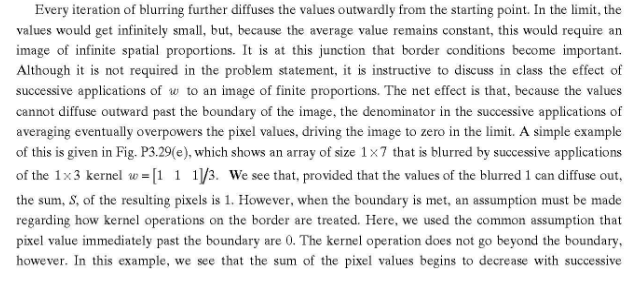 Every iteration of blurring further diffuses the values outwardly from the starting point. In the limit, the
values would get infinitely small, but, because the average value remains constant, this would require an
image of infinite spatial proportions. It is at this junction that border conditions become important.
Although it is not required in the problem statement, it is instructive to discuss in class the effect of
successive applications of w to an image of finite proportions. The net effect is that, because the values
cannot diffuse outward past the boundary of the image, the denominator in the successive applications of
averaging eventually overpowers the pixel values, driving the image to zero in the limit. A simple example
of this is given in Fig. P3.29(e), which shows an array of size 1×7 that is blurred by successive applications
of the 1×3 kernel w = [1 1 1]/3. We see that, provided that the values of the blurred 1 can diffuse out,
the sum, S, of the resulting pixels is 1. However, when the boundary is met, an assumption must be made
regarding how kernel operations on the border are treated. Here, we used the common assumption that
pixel value immediately past the boundary are 0. The kernel operation does not go beyond the boundary,
however. In this example, we see that the sum of the pixel values begins to decrease with successive